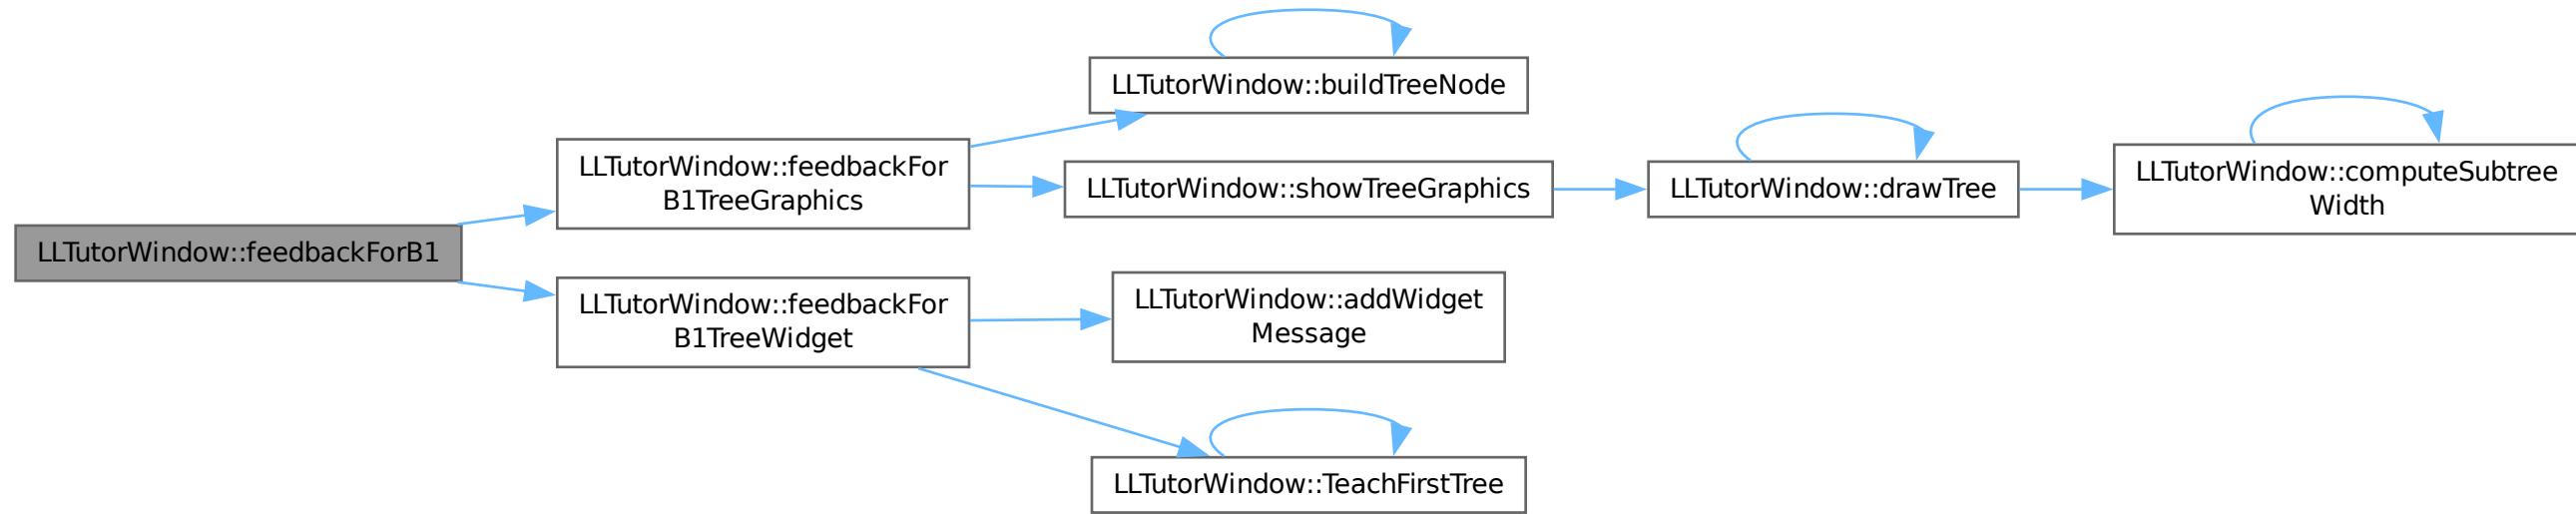 LLTutorWindow::feedbackForB1
LLTutorWindow::feedbackFor
B1TreeGraphics
LLTutorWindow::buildTreeNode
LLTutorWindow::showTreeGraphics
LLTutorWindow::drawTree
LLTutorWindow::computeSubtree
Width
LLTutorWindow::feedbackFor
B1TreeWidget
LLTutorWindow::addWidget
Message
LLTutorWindow::TeachFirstTree